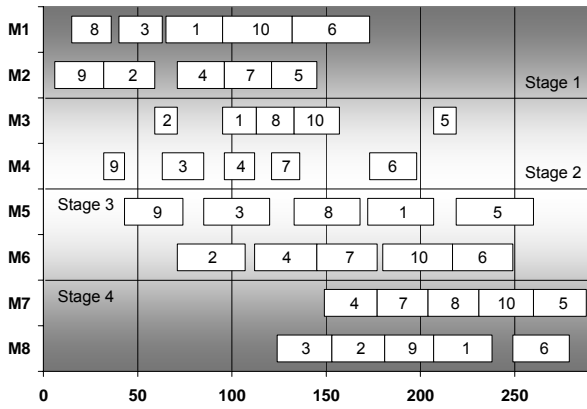 M1 8 3 1 10 6
M2 9 2 4 7 5
Stage 1
M3 2 1 8 10 5
M4 9 3 4 7 6
Stage 2
Stage 3
M5 9 3 8 1 5
M6 2 4 7 10 6
Stage 4
M7 4 7 8 10 5
M8 3 2 9 1 6
0 50 100 150 200 250